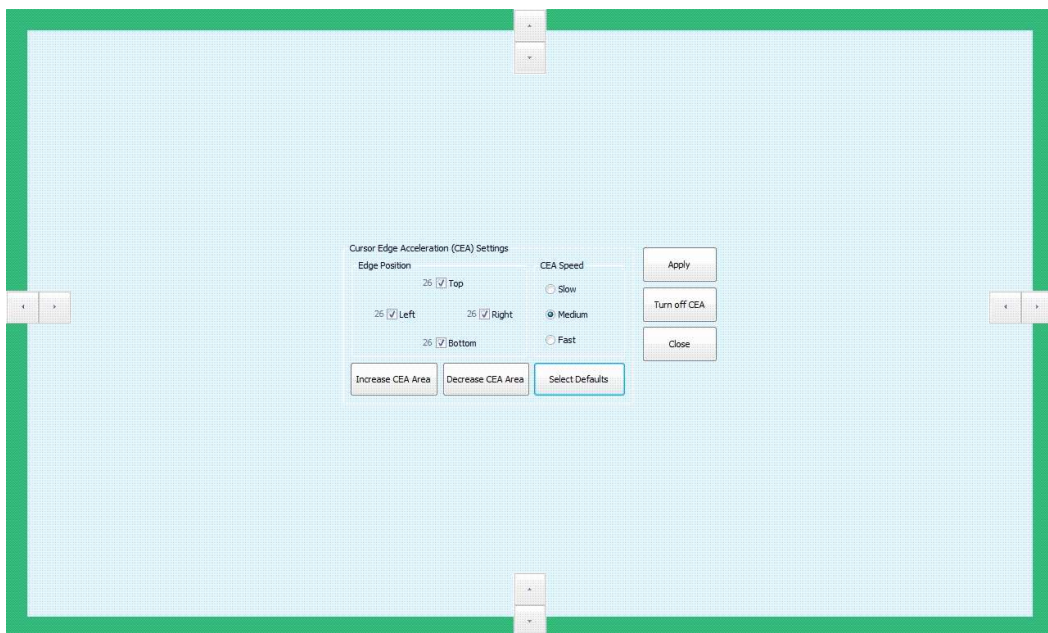 Cursor Edge Acceleration (CEA) Settings
Edge Position
CEA Speed
26 Top
26 Left
26 Right
26 Bottom
Slow
Medium
Fast
Increase CEA Area
Decrease CEA Area
Select Defaults
Apply
Turn off CEA
Close